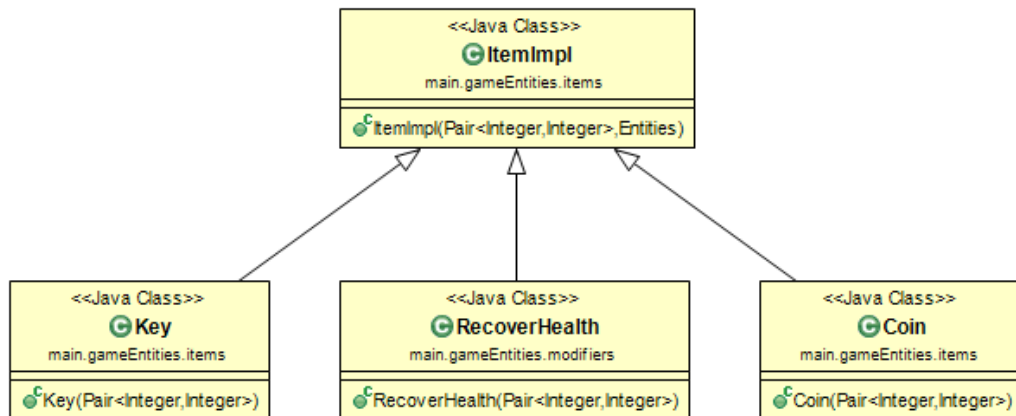 <<Java Class>>
ItemImpl
main.gameEntities.items
ItemImpl(Pair<Integer,Integer>,Entities)
<<Java Class>>
Key
main.gameEntities.items
Key(Pair<Integer,Integer>)
<<Java Class>>
RecoverHealth
main.gameEntities.modifiers
RecoverHealth(Pair<Integer,Integer>)
<<Java Class>>
Coin
main.gameEntities.items
Coin(Pair<Integer,Integer>)